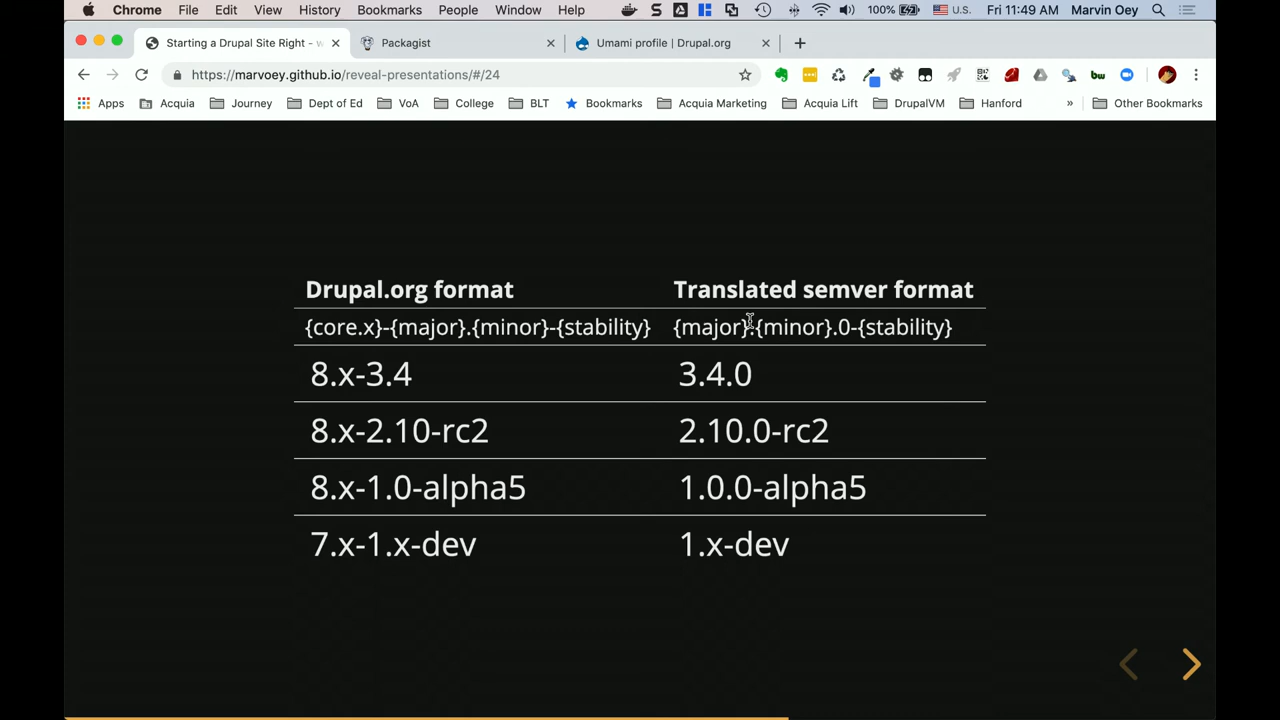 Chrome File Edit View History Bookmarks People Window Help 100% U.S. Fri 11:49 AM Marvin Oey
Starting a Drupal Site Right - w Packagist Umami profile | Drupal.org
https://marvoey.github.io/reveal-presentations/#/24
Apps Acquia Journey Dept of Ed VoA College BLT Bookmarks Acquia Marketing Acquia Lift DrupalVM Hanford » Other Bookmarks
Drupal.org format Translated semver format
{core.x}-{major}.{minor}-{stability} {major}.{minor}.0-{stability}
8.x-3.4 3.4.0
8.x-2.10-rc2 2.10.0-rc2
8.x-1.0-alpha5 1.0.0-alpha5
7.x-1.x-dev 1.x-dev